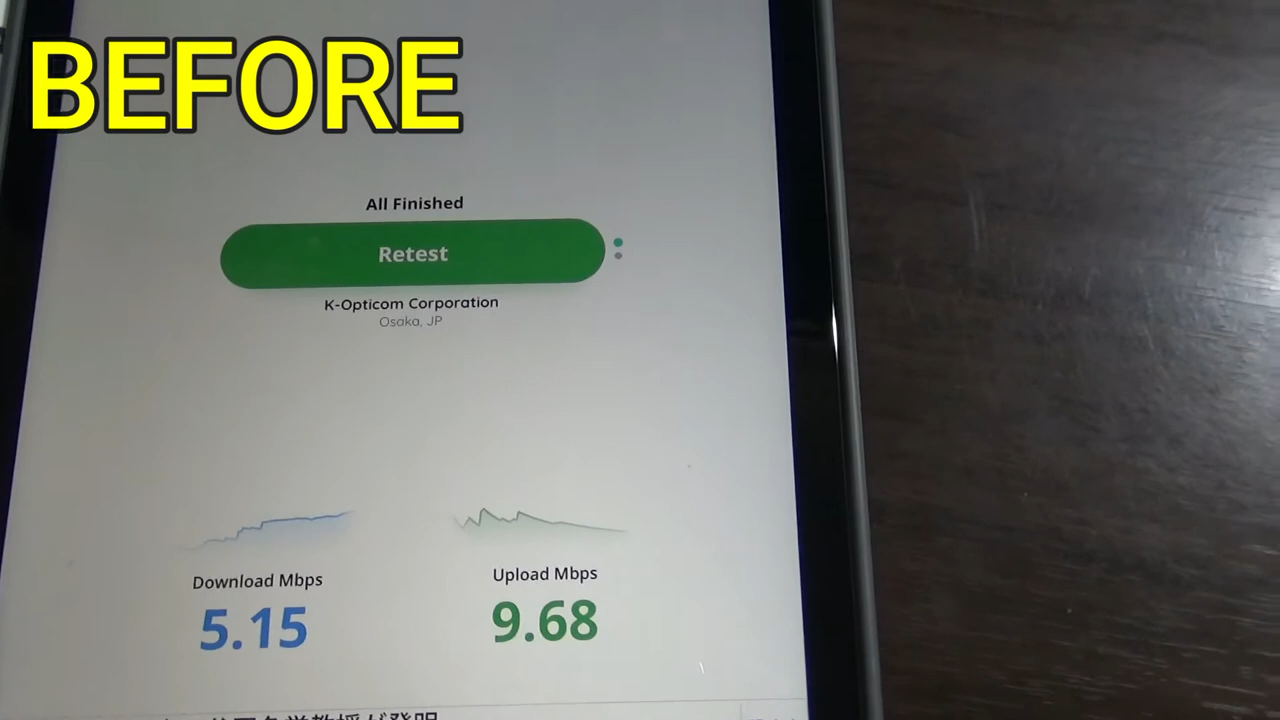 BEFORE
All Finished
Retest
K-Opticom Corporation
Osaka, JP
Download Mbps
Upload Mbps
5.15
9.68